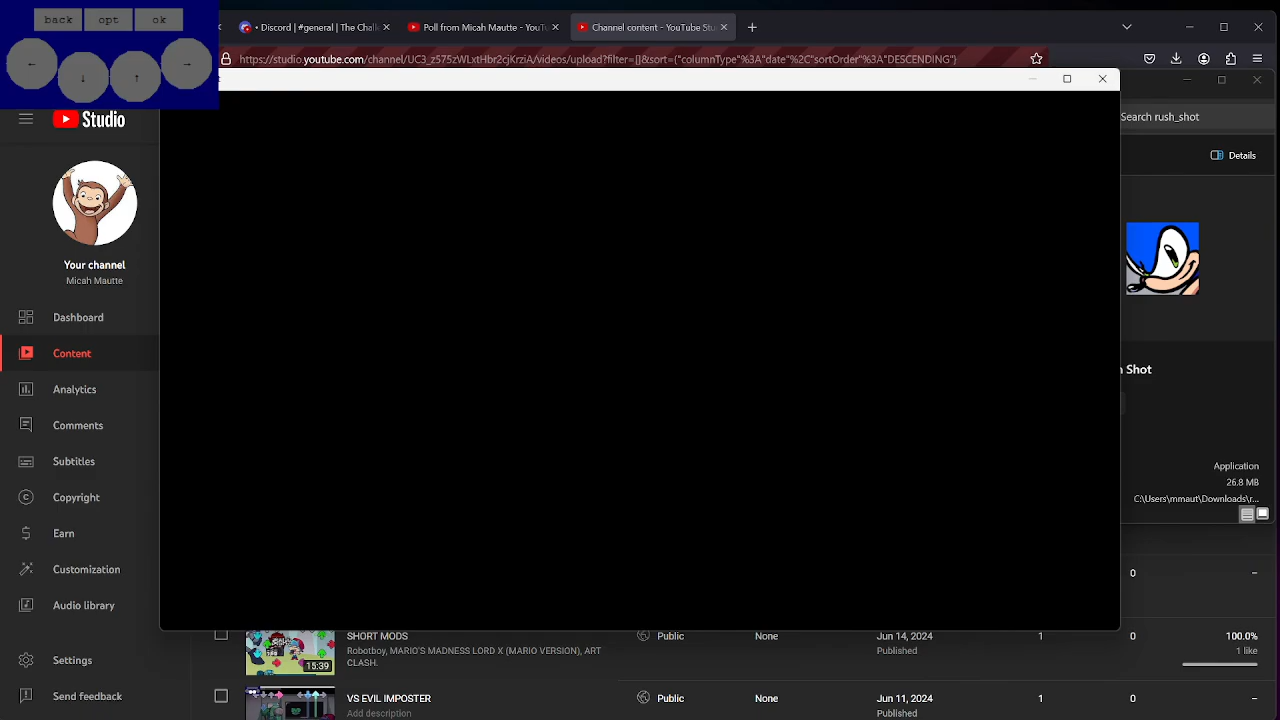 back opt ok
← ↓ ↑ →
• Discord | #general | The Challe
Poll from Micah Mautte - YouTu
Channel content - YouTube Stu
https://studio.youtube.com/channel/UC3_z575zWLxtHbr2cjKrziA/videos/upload?filter=[]&sort={"columnType"%3A"date"%2C"sortOrder"%3A"DESCENDING"}
Studio
Search rush_shot
Details
Your channel
Micah Mautte
Dashboard
Content
Analytics
Comments
Subtitles
Copyright
Earn
Customization
Audio library
Settings
Send feedback
Shot
Application
26.8 MB
C:\Users\mmaut\Downloads\r...
0 –
SHORT MODS Public None Jun 14, 2024 1 0 100.0%
Robotboy, MARIO'S MADNESS LORD X (MARIO VERSION), ART Published 1 like
CLASH.
15:39
VS EVIL IMPOSTER Public None Jun 11, 2024 1 0 –
Add description Published